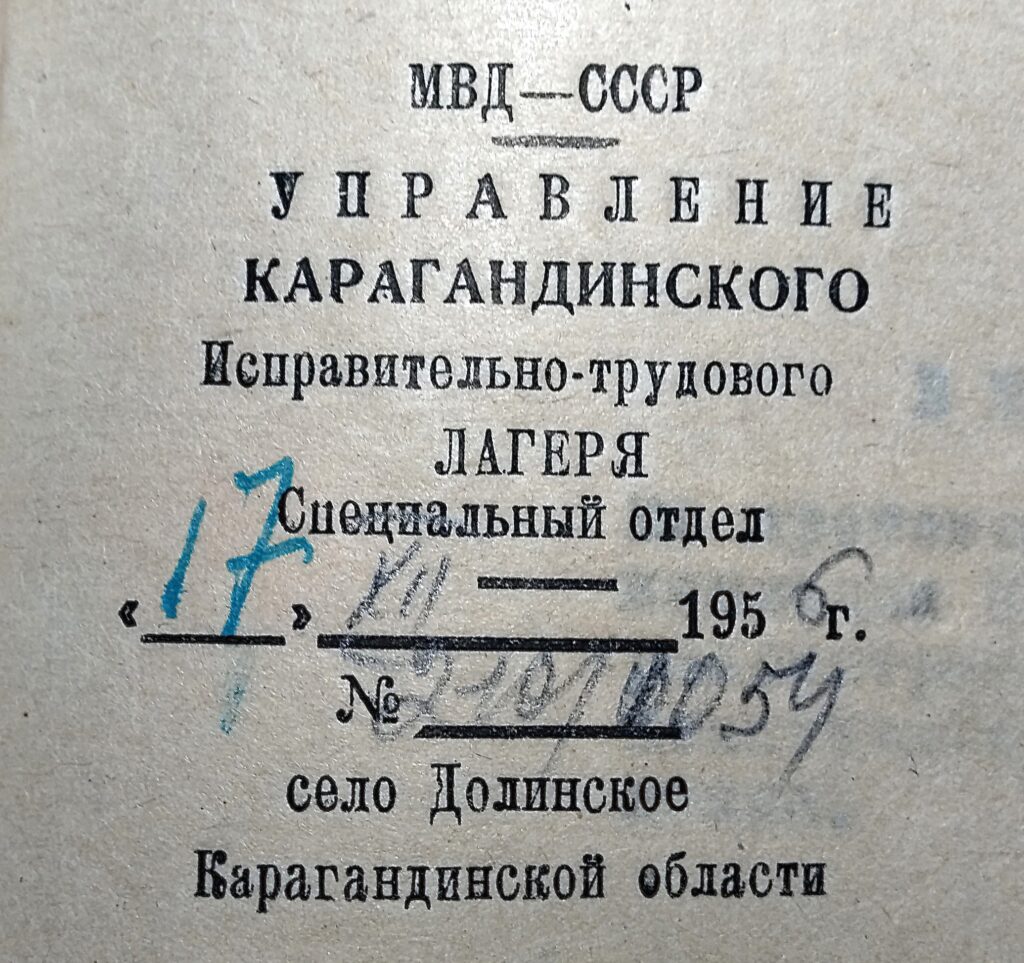 МВД—СССР
УПРАВЛЕНИЕ
КАРАГАНДИНСКОГО
Исправительно-трудового
ЛАГЕРЯ
Специальный отдел
«17» XII 1956 г.
№
село Долинское
Карагандинской области